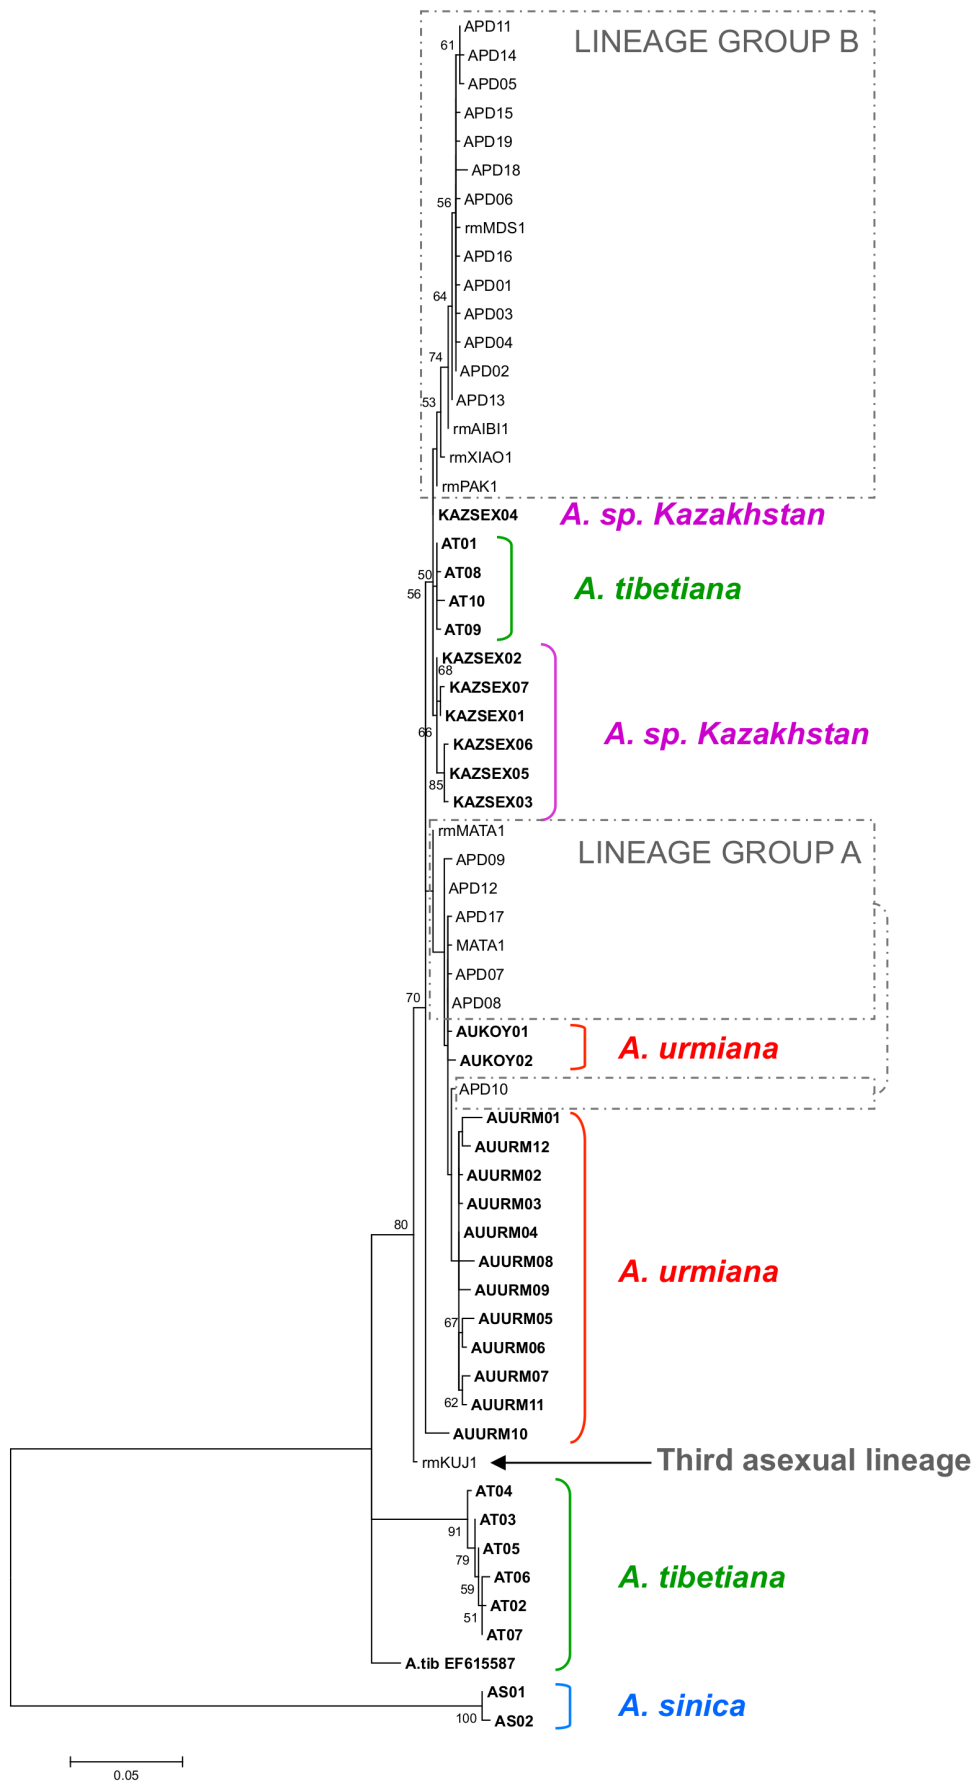 APD11
LINEAGE GROUP B
61
APD14
APD05
APD15
APD19
APD18
56
APD06
rmMDS1
APD16
APD01
64
APD03
APD04
74
APD02
53
APD13
rmAIBI1
rmXIAO1
rmPAK1
KAZSEX04
A. sp. Kazakhstan
AT01
50
AT08
56
A. tibetiana
AT10
AT09
KAZSEX02
68
KAZSEX07
KAZSEX01
66
A. sp. Kazakhstan
KAZSEX06
KAZSEX05
85
KAZSEX03
rmMATA1
LINEAGE GROUP A
APD09
APD12
APD17
MATA1
APD07
70
APD08
AUKOY01
A. urmiana
AUKOY02
APD10
AUURM01
AUURM12
AUURM02
AUURM03
80
AUURM04
AUURM08
A. urmiana
AUURM09
67
AUURM05
AUURM06
AUURM07
62
AUURM11
AUURM10
rmKUJ1
Third asexual lineage
AT04
AT03
91
AT05
79
AT06
A. tibetiana
59
AT02
51
AT07
A.tib EF615587
AS01
A. sinica
100
AS02
0.05